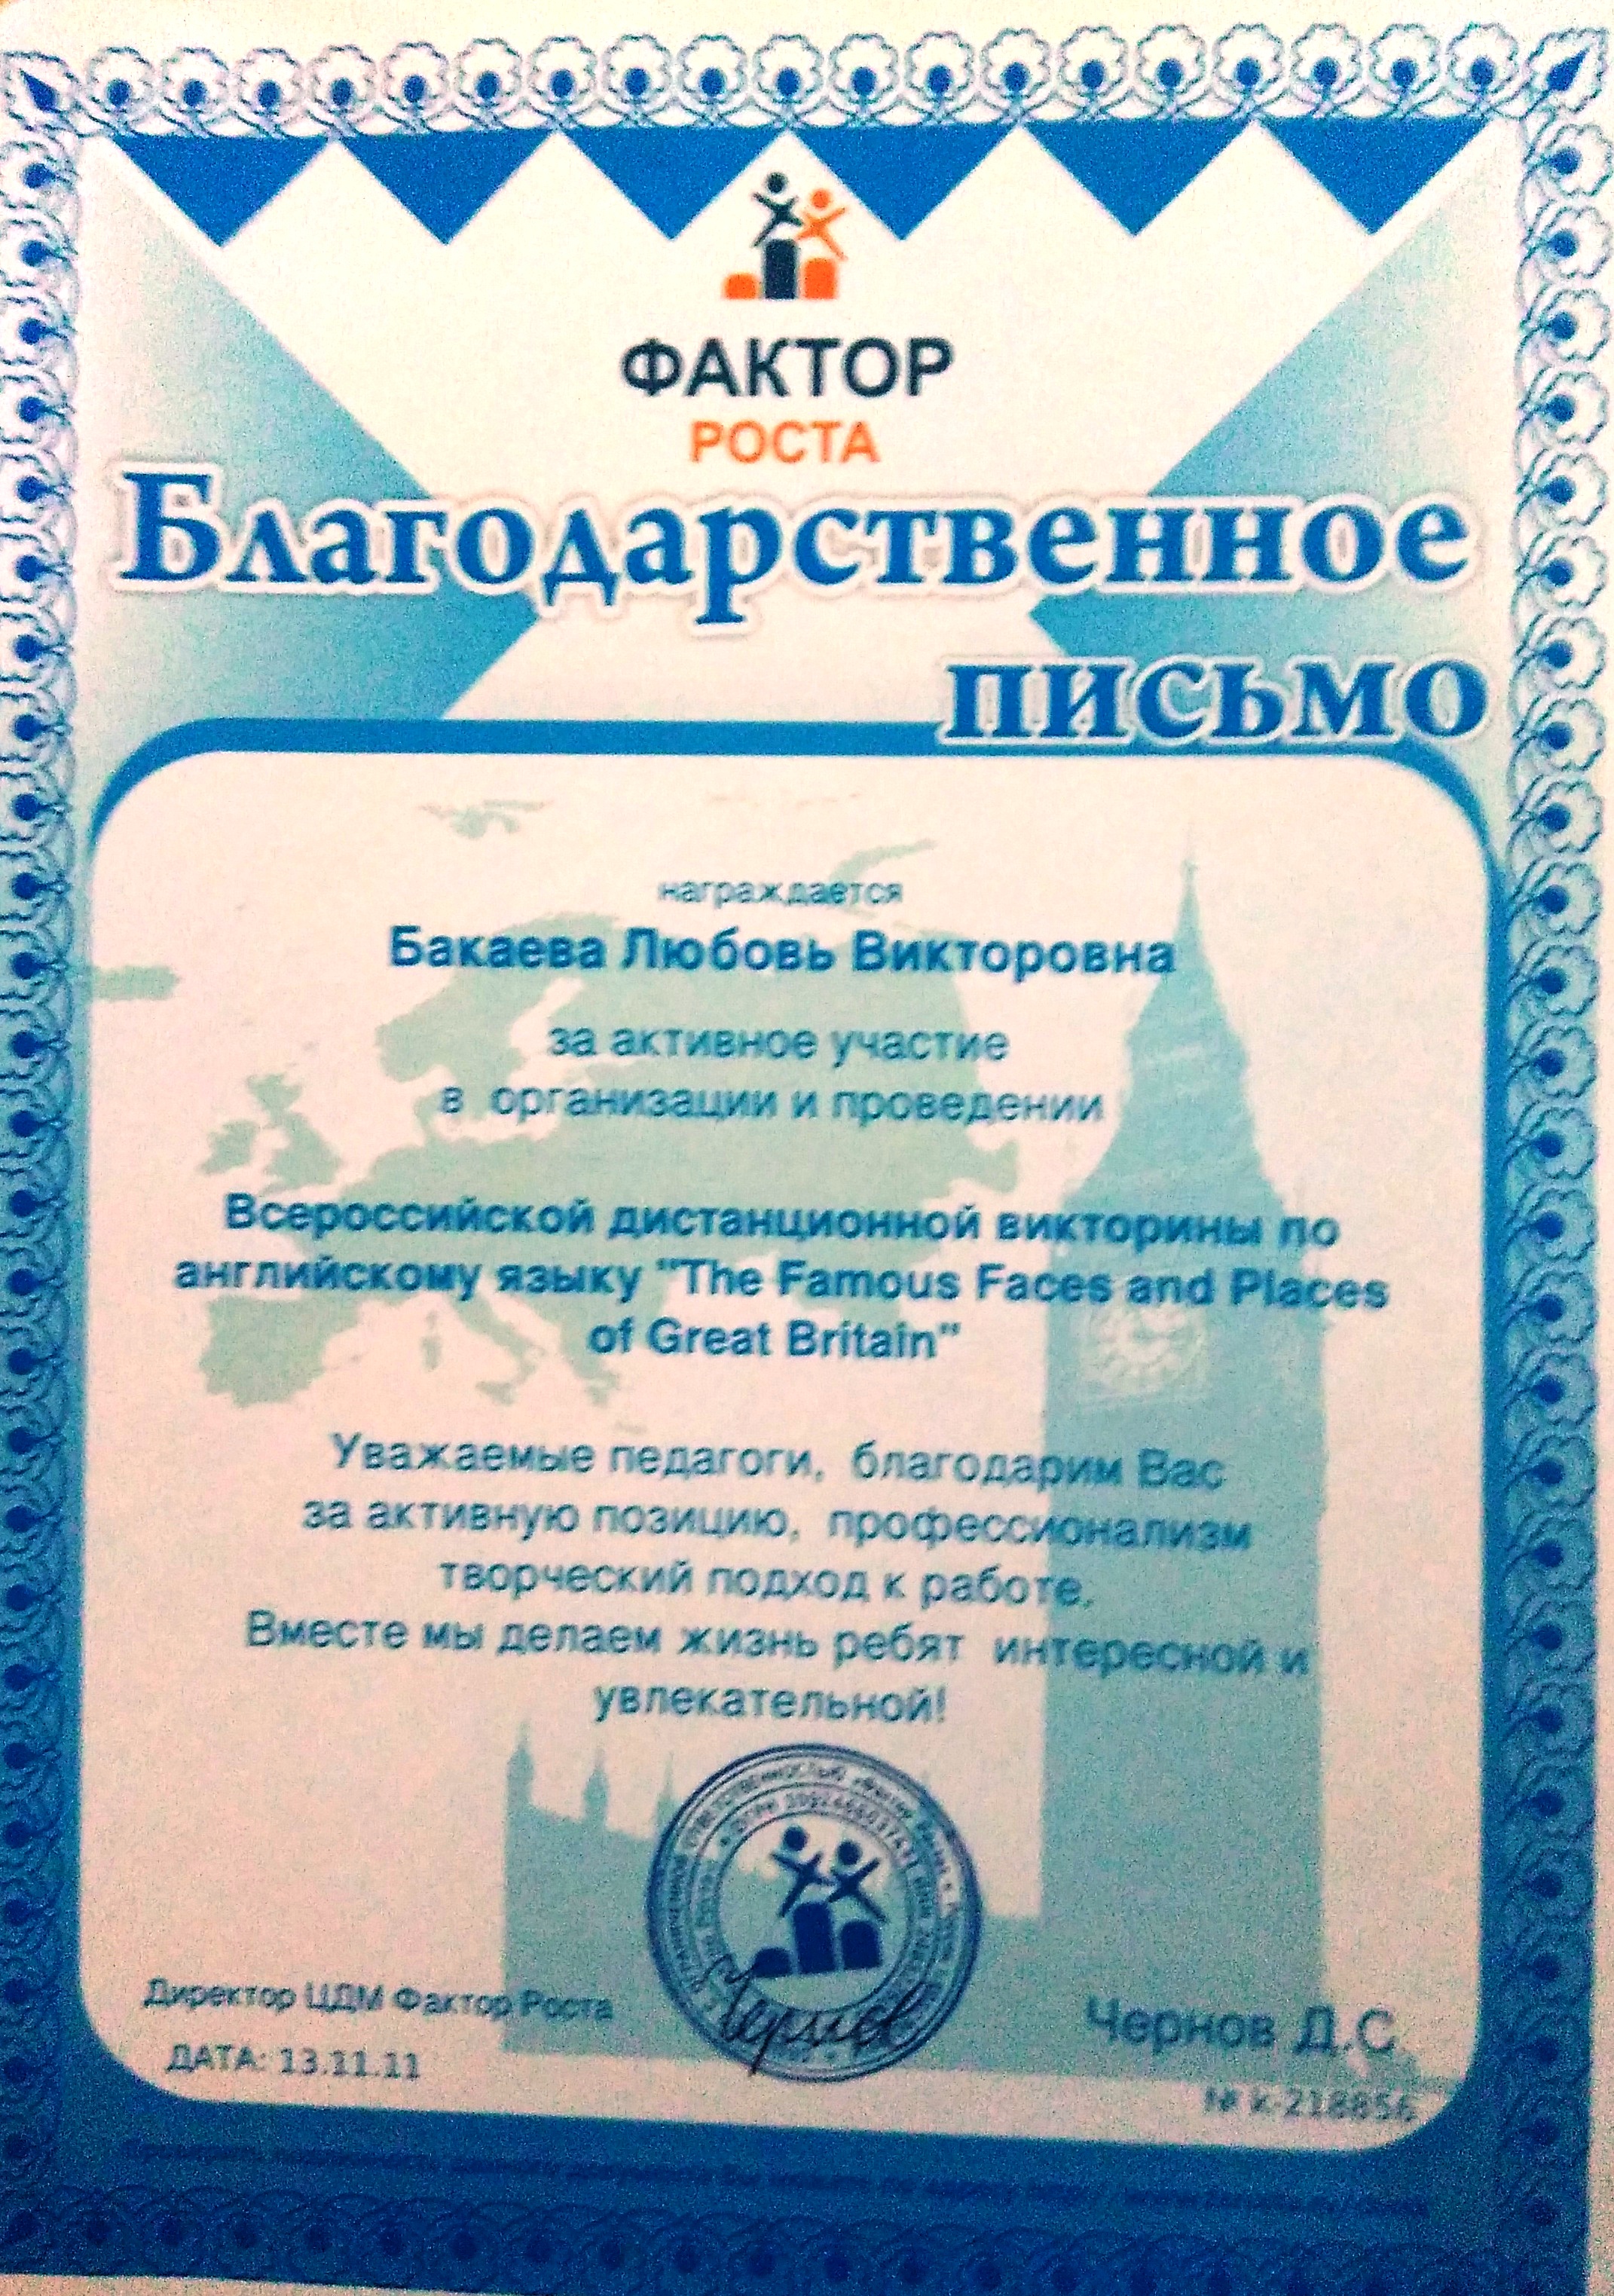 ФАКТОР
РОСТА
Благодарственное
письмо
награждается
Бакаева Любовь Викторовна
за активное участие
в организации и проведении
Всероссийской дистанционной викторины по
английскому языку "The Famous Faces and Places
of Great Britain"
Уважаемые педагоги, благодарим Вас
за активную позицию, профессионализм
творческий подход к работе.
Вместе мы делаем жизнь ребят интересной и
увлекательной!
Директор ЦДМ Фактор Роста
Чернов Д.С.
ДАТА: 13.11.11
№ k-218856